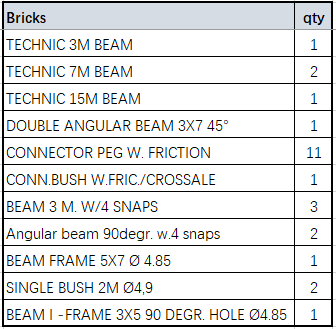 Bricks qty
TECHNIC 3M BEAM 1
TECHNIC 7M BEAM 2
TECHNIC 15M BEAM 1
DOUBLE ANGULAR BEAM 3X7 45° 1
CONNECTOR PEG W. FRICTION 11
CONN.BUSH W.FRIC./CROSSALE 1
BEAM 3 M. W/4 SNAPS 3
Angular beam 90degr. w.4 snaps 2
BEAM FRAME 5X7 Ø 4.85 1
SINGLE BUSH 2M Ø4,9 2
BEAM I -FRAME 3X5 90 DEGR. HOLE Ø4.85 1